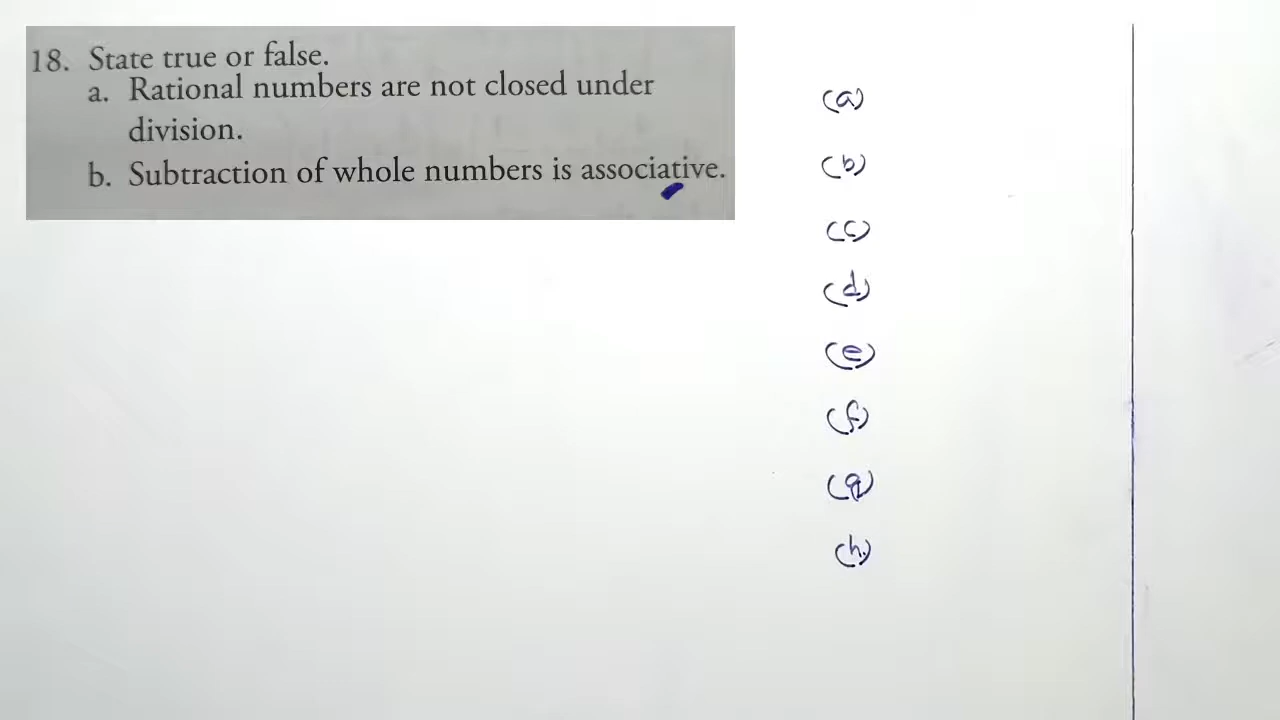 18. State true or false.
a. Rational numbers are not closed under
division.
b. Subtraction of whole numbers is associative.
(a)
(b)
(c)
(d)
(e)
(f)
(g)
(h)